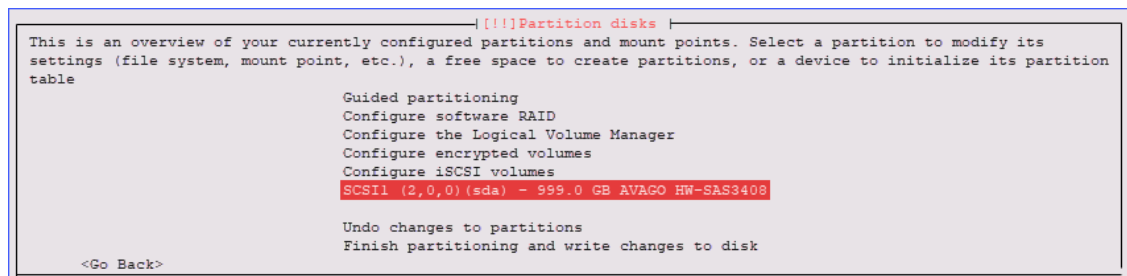 [!!]Partition disks
This is an overview of your currently configured partitions and mount points. Select a partition to modify its
settings (file system, mount point, etc.), a free space to create partitions, or a device to initialize its partition
table
Guided partitioning
Configure software RAID
Configure the Logical Volume Manager
Configure encrypted volumes
Configure iSCSI volumes
SCSI1 (2,0,0)(sda) - 999.0 GB AVAGO HW-SAS3408
Undo changes to partitions
Finish partitioning and write changes to disk
<Go Back>